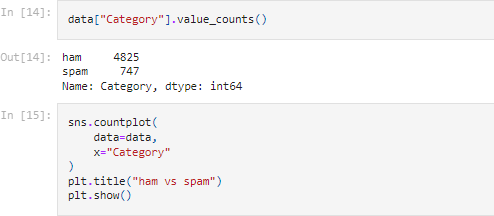 In [14]:
data["Category"].value_counts()
Out[14]:
ham     4825
spam     747
Name: Category, dtype: int64
In [15]:
sns.countplot(
    data=data,
    x="Category"
)
plt.title("ham vs spam")
plt.show()